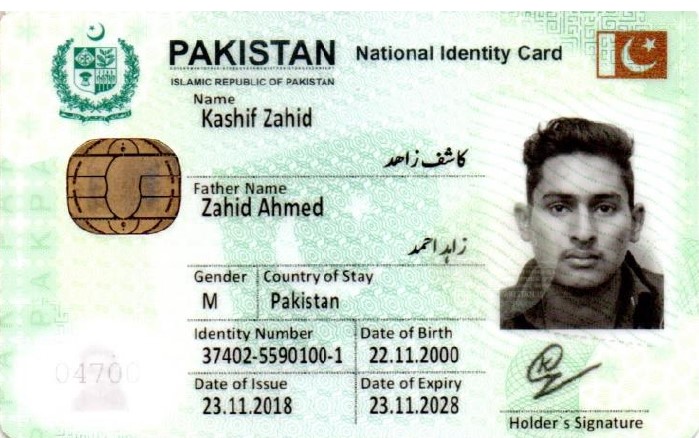 PAKISTAN National Identity Card
ISLAMIC REPUBLIC OF PAKISTAN
Name
Kashif Zahid
کاشف زاهد
Father Name
Zahid Ahmed
زاہد احمد
Gender Country of Stay
M Pakistan
Identity Number Date of Birth
37402-5590100-1 22.11.2000
Date of Issue Date of Expiry
23.11.2018 23.11.2028
04700
Holder's Signature